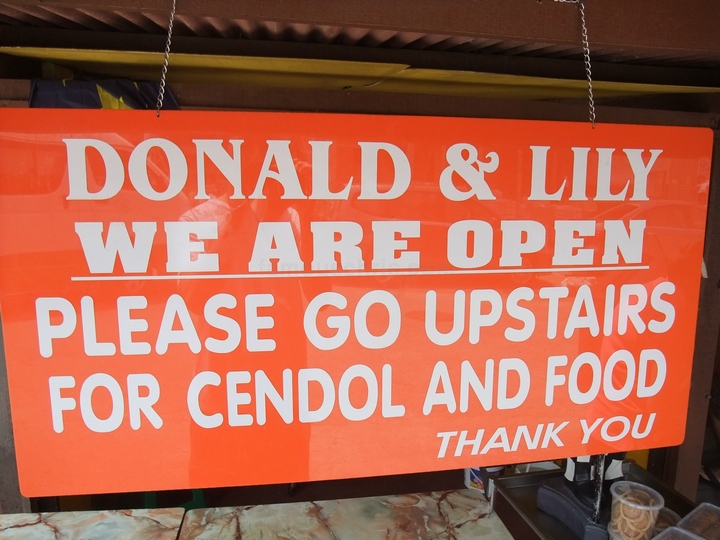 DONALD & LILY
WE ARE OPEN
PLEASE GO UPSTAIRS
FOR CENDOL AND FOOD
THANK YOU